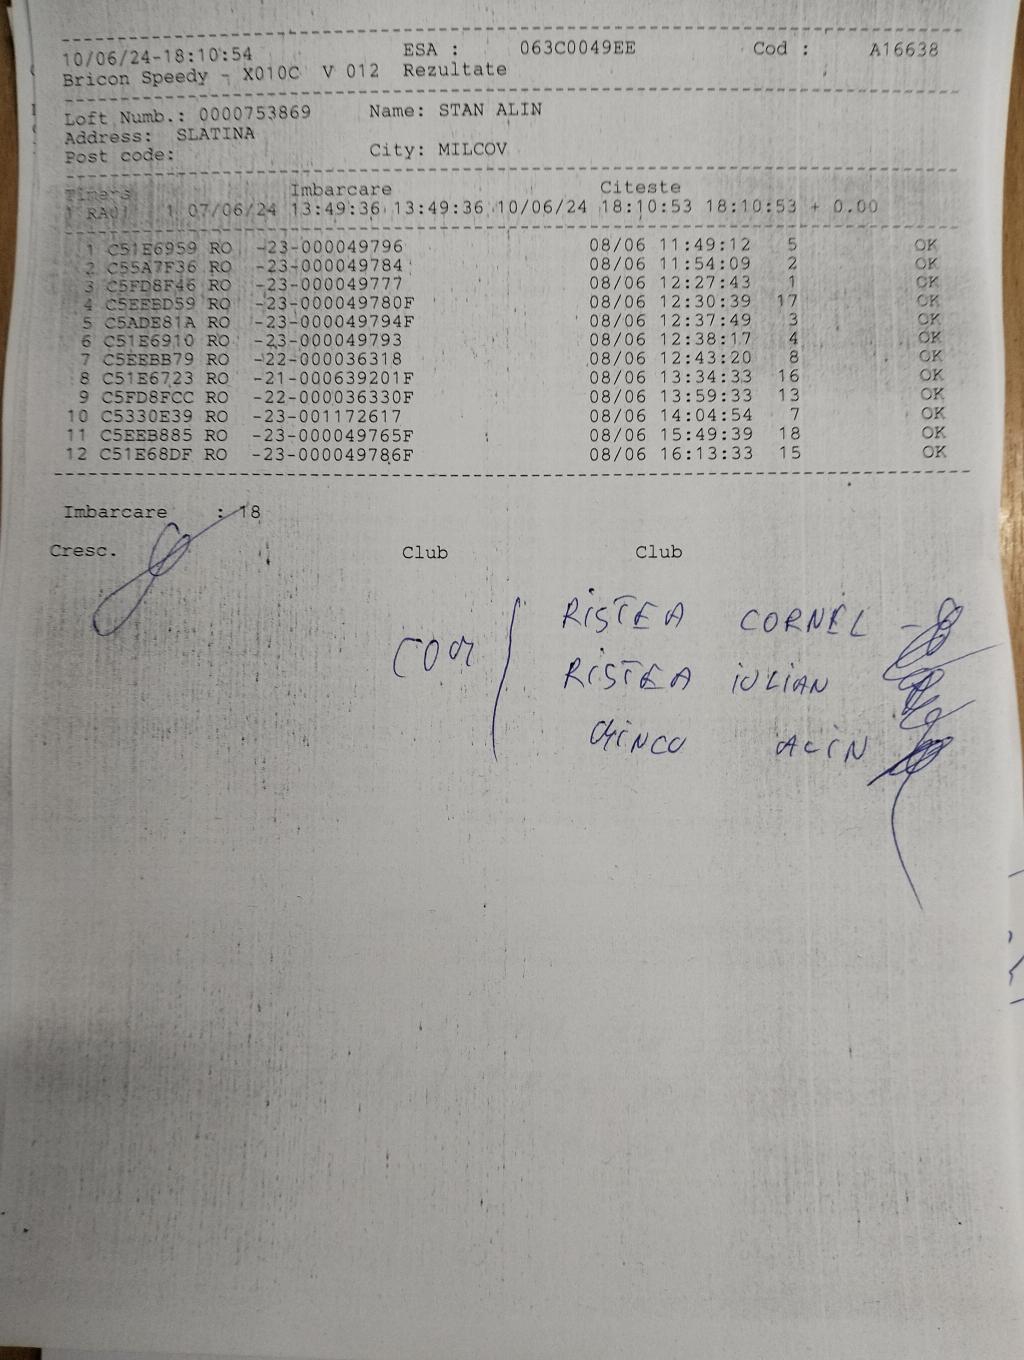 10/06/24-18:10:54 ESA : 063C0049EE Cod : A16638
Bricon Speedy - X010C V 012 Rezultate
Loft Numb.: 0000753869 Name: STAN ALIN
Address: SLATINA
Post code: City: MILCOV
Timers Imbarcare Citeste
1 RAUI 1 07/06/24 13:49:36 13:49:36 10/06/24 18:10:53 18:10:53 + 0.00
1 C51E6959 RO -23-000049796 08/06 11:49:12 5 OK
2 C55A7F36 RO -23-000049784 08/06 11:54:09 2 OK
3 C5FD8F46 RO -23-000049777 08/06 12:27:43 1 OK
4 C5EEBD59 RO -23-000049780F 08/06 12:30:39 17 OK
5 C5ADE81A RO -23-000049794F 08/06 12:37:49 3 OK
6 C51E6910 RO -23-000049793 08/06 12:38:17 4 OK
7 C5EEBB79 RO -22-000036318 08/06 12:43:20 8 OK
8 C51E6723 RO -21-000639201F 08/06 13:34:33 16 OK
9 C5FD8FCC RO -22-000036330F 08/06 13:59:33 13 OK
10 C5330E39 RO -23-001172617 08/06 14:04:54 7 OK
11 C5EEB885 RO -23-000049765F 08/06 15:49:39 18 OK
12 C51E68DF RO -23-000049786F 08/06 16:13:33 15 OK
Imbarcare : 18
Cresc. Club Club
RISTEA CORNEL
RISTEA IULIAN
ALIN